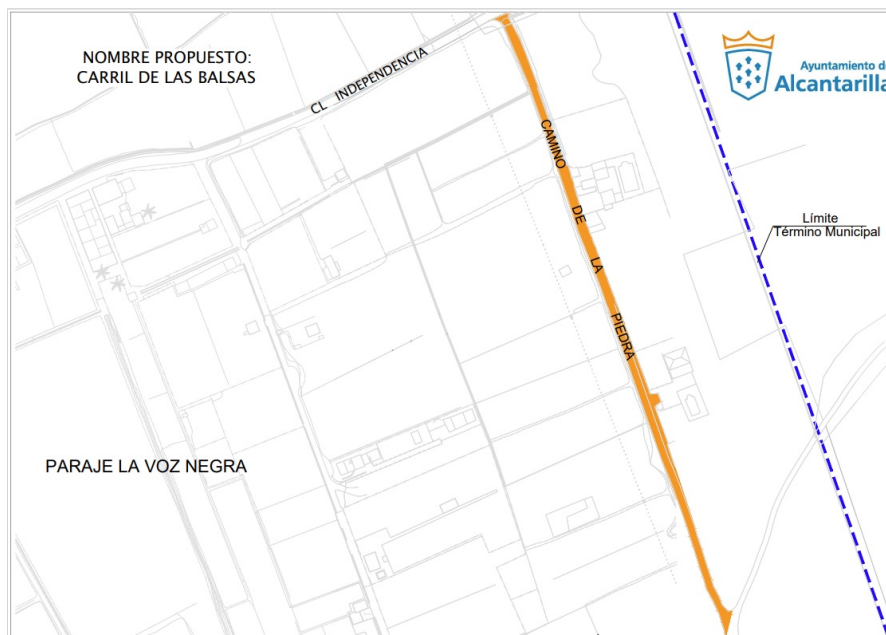 NOMBRE PROPUESTO:
CARRIL DE LAS BALSAS
CL INDEPENDENCIA
Ayuntamiento de
Alcantarilla
CAMINO DE LA PIEDRA
Límite
Término Municipal
PARAJE LA VOZ NEGRA